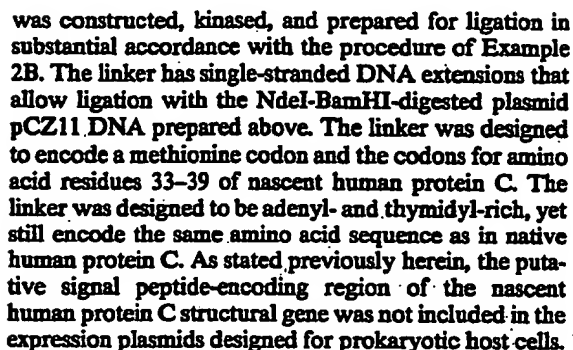 was constructed, kinased, and prepared for ligation in
substantial accordance with the procedure of Example
2B. The linker has single-stranded DNA extensions that
allow ligation with the NdeI-BamHI-digested plasmid
pCZ11 DNA prepared above. The linker was designed
to encode a methionine codon and the codons for amino
acid residues 33–39 of nascent human protein C. The
linker was designed to be adenyl- and thymidyl-rich, yet
still encode the same amino acid sequence as in native
human protein C. As stated previously herein, the puta-
tive signal peptide-encoding region of the nascent
human protein C structural gene was not included in the
expression plasmids designed for prokaryotic host cells.